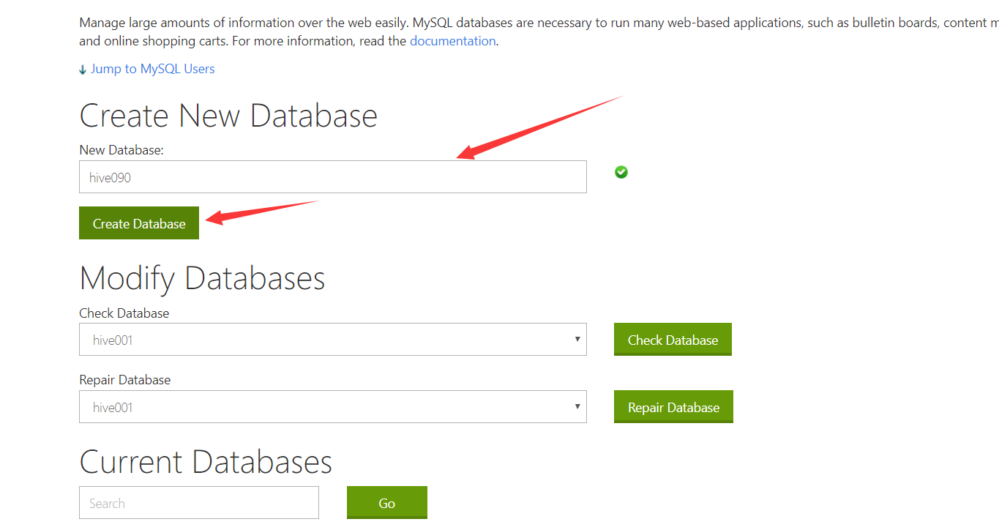 Manage large amounts of information over the web easily. MySQL databases are necessary to run many web-based applications, such as bulletin boards, content m
and online shopping carts. For more information, read the documentation.
Jump to MySQL Users
Create New Database
New Database:
hive090
Create Database
Modify Databases
Check Database
hive001
Check Database
Repair Database
hive001
Repair Database
Current Databases
Search
Go